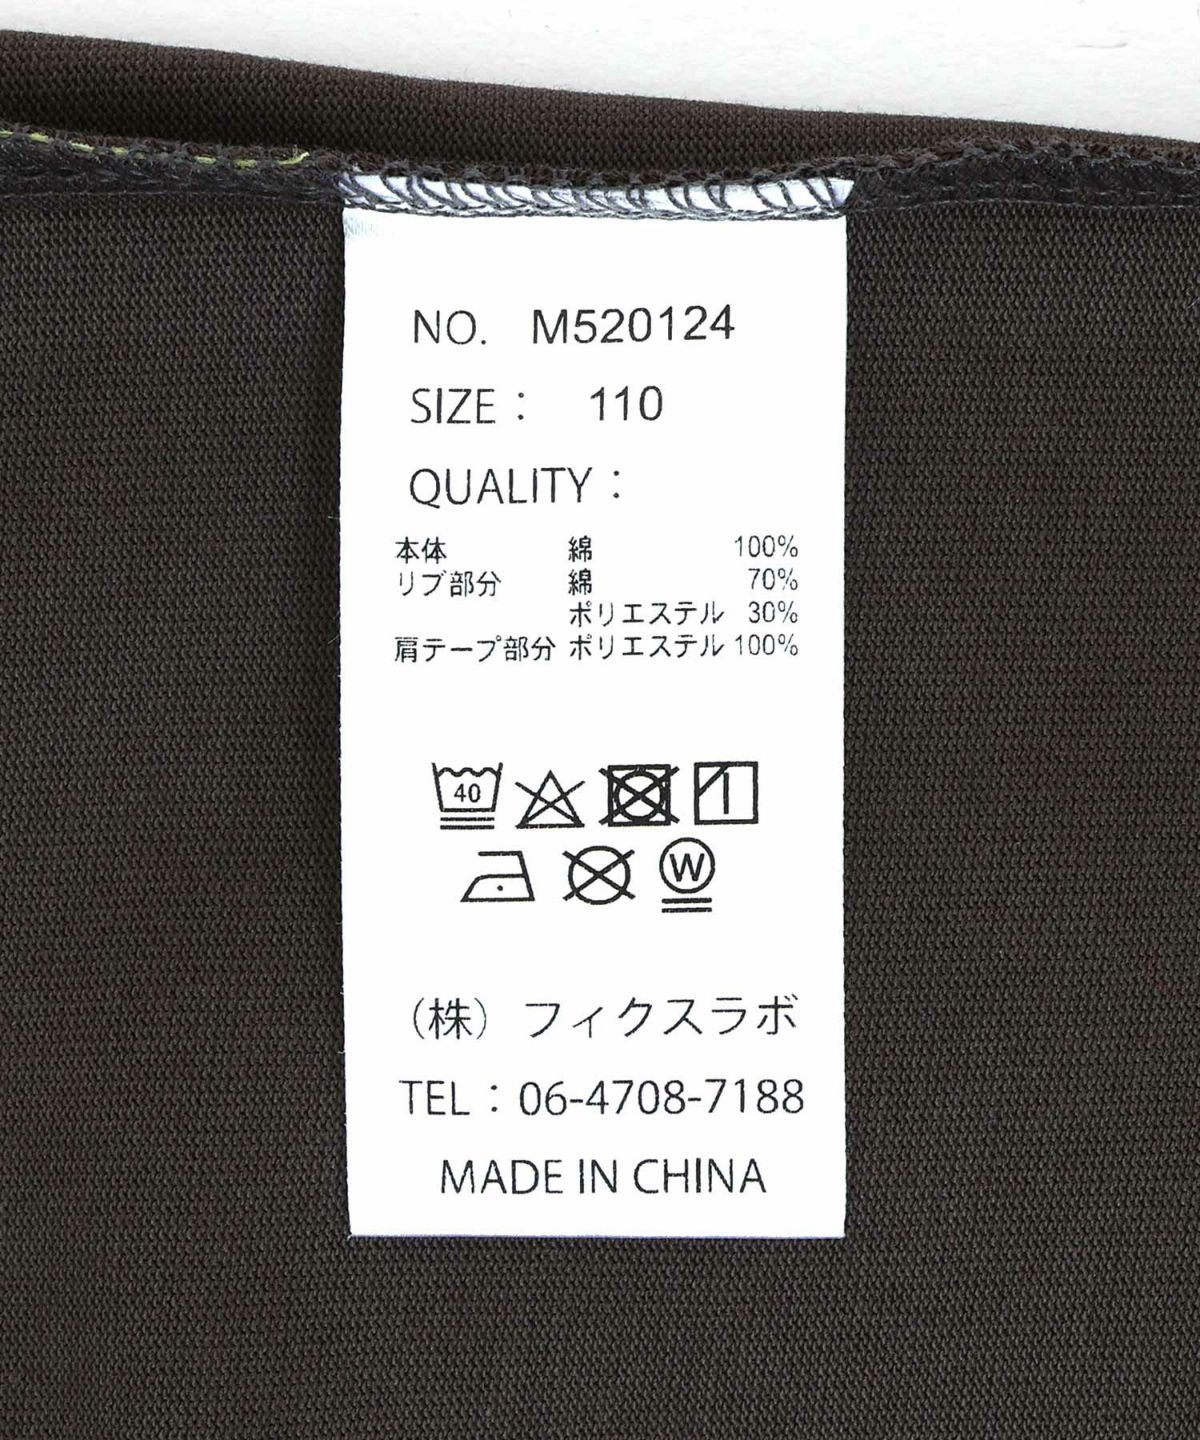 NO. M520124
SIZE： 110
QUALITY：
本体 綿 100%
リブ部分 綿 70%
ポリエステル 30%
肩テープ部分 ポリエステル 100%
40
W
（株）フィクスラボ
TEL：06-4708-7188
MADE IN CHINA